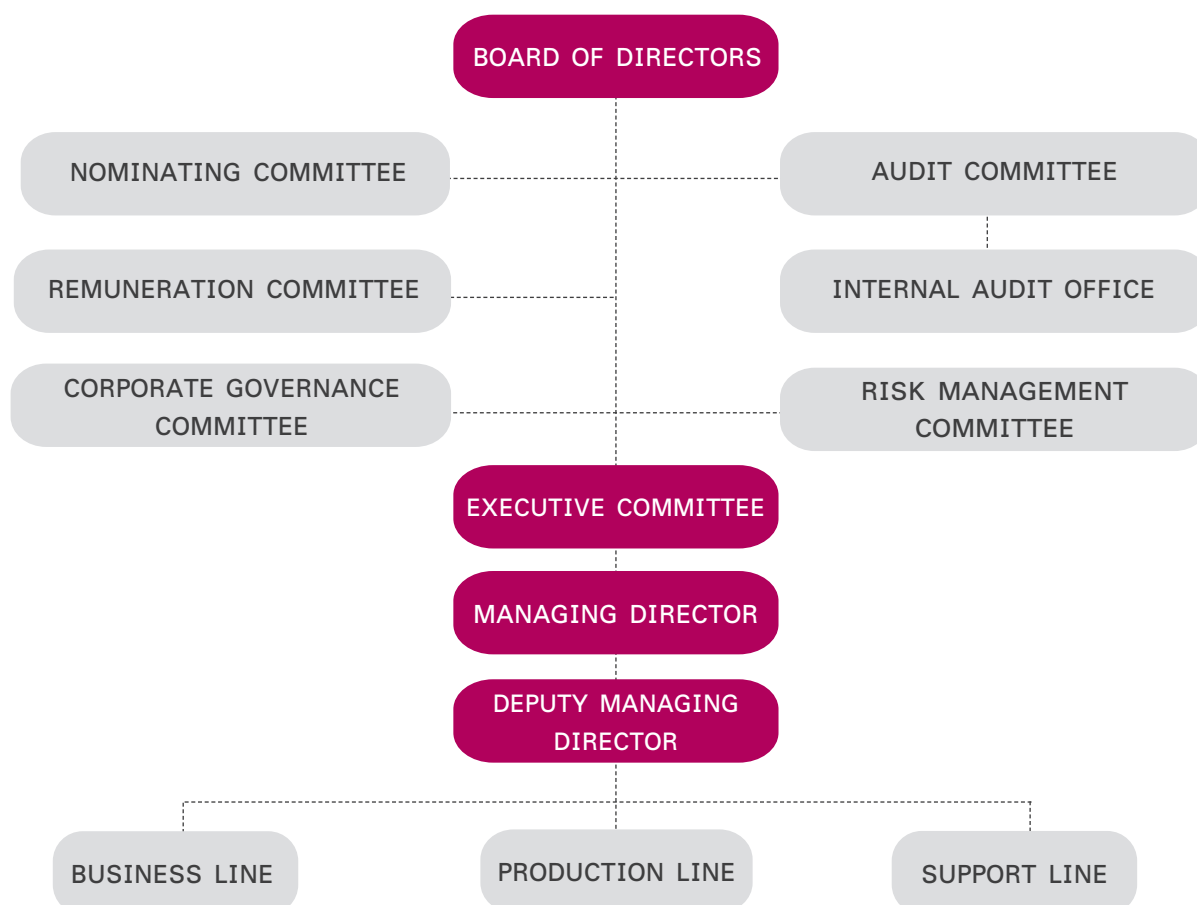 BOARD OF DIRECTORS
NOMINATING COMMITTEE
AUDIT COMMITTEE
REMUNERATION COMMITTEE
INTERNAL AUDIT OFFICE
CORPORATE GOVERNANCE
COMMITTEE
RISK MANAGEMENT
COMMITTEE
EXECUTIVE COMMITTEE
MANAGING DIRECTOR
DEPUTY MANAGING
DIRECTOR
BUSINESS LINE
PRODUCTION LINE
SUPPORT LINE